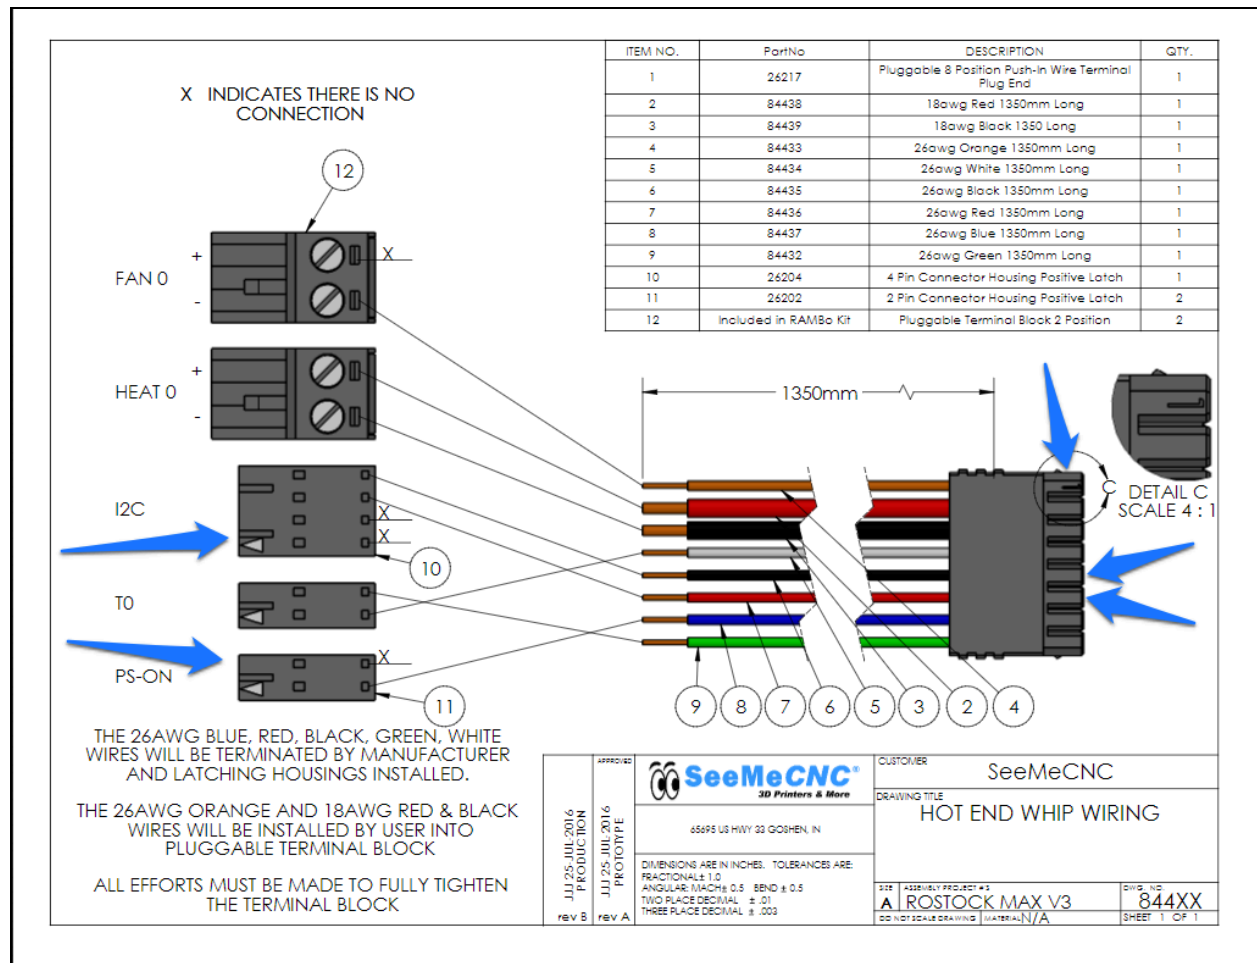 ITEM NO. PartNo DESCRIPTION QTY.
1 26217 Pluggable 8 Position Push-In Wire Terminal Plug End 1
2 84438 18awg Red 1350mm Long 1
3 84439 18awg Black 1350 Long 1
4 84433 26awg Orange 1350mm Long 1
5 84434 26awg White 1350mm Long 1
6 84435 26awg Black 1350mm Long 1
7 84436 26awg Red 1350mm Long 1
8 84437 26awg Blue 1350mm Long 1
9 84432 26awg Green 1350mm Long 1
10 26204 4 Pin Connector Housing Positive Latch 1
11 26202 2 Pin Connector Housing Positive Latch 2
12 Included in RAMBo Kit Pluggable Terminal Block 2 Position 2
X INDICATES THERE IS NO
CONNECTION
12
+
X
FAN 0
-
+
HEAT 0
-
I2C
X
X
10
T0
X
PS-ON
11
1350mm
C
DETAIL C
SCALE 4 : 1
9 8 7 6 5 3 2 4
THE 26AWG BLUE, RED, BLACK, GREEN, WHITE
WIRES WILL BE TERMINATED BY MANUFACTURER
AND LATCHING HOUSINGS INSTALLED.
THE 26AWG ORANGE AND 18AWG RED & BLACK
WIRES WILL BE INSTALLED BY USER INTO
PLUGGABLE TERMINAL BLOCK
ALL EFFORTS MUST BE MADE TO FULLY TIGHTEN
THE TERMINAL BLOCK
APPROVED
JJJ 25-JUL-2016
PRODUCTION
rev B
JJJ 25-JUL-2016
PROTOTYPE
rev A
SeeMeCNC®
3D Printers & More
65695 US HWY 33 GOSHEN, IN
DIMENSIONS ARE IN INCHES. TOLERANCES ARE:
FRACTIONAL± 1.0
ANGULAR: MACH± 0.5 BEND ± 0.5
TWO PLACE DECIMAL ± .01
THREE PLACE DECIMAL ± .003
CUSTOMER
SeeMeCNC
DRAWING TITLE
HOT END WHIP WIRING
SIZE
A
ASSEMBLY PROJECT #'S
ROSTOCK MAX V3
DWG. NO.
844XX
DO NOT SCALE DRAWING
MATERIAL N/A
SHEET 1 OF 1